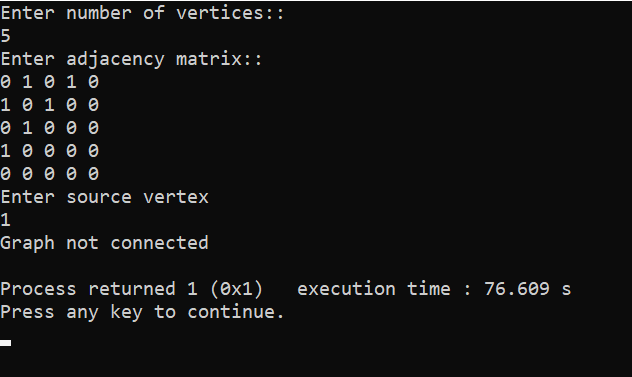 Enter number of vertices::
5
Enter adjacency matrix::
0 1 0 1 0
1 0 1 0 0
0 1 0 0 0
1 0 0 0 0
0 0 0 0 0
Enter source vertex
1
Graph not connected
Process returned 1 (0x1)   execution time : 76.609 s
Press any key to continue.